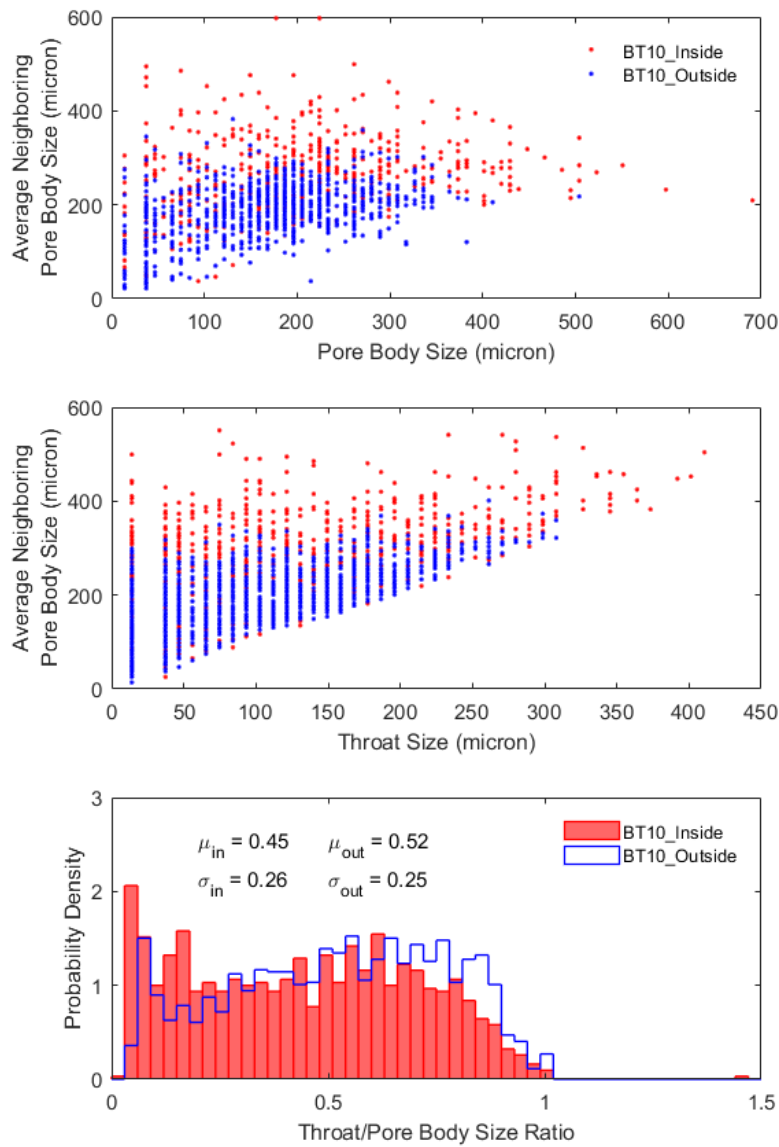 600
400
200
0
Average Neighboring
Pore Body Size (micron)
BT10_Inside
BT10_Outside
0 100 200 300 400 500 600 700
Pore Body Size (micron)
600
400
200
0
Average Neighboring
Pore Body Size (micron)
0 50 100 150 200 250 300 350 400 450
Throat Size (micron)
3
2
1
0
Probability Density
μin = 0.45 μout = 0.52
σin = 0.26 σout = 0.25
BT10_Inside
BT10_Outside
0 0.5 1 1.5
Throat/Pore Body Size Ratio